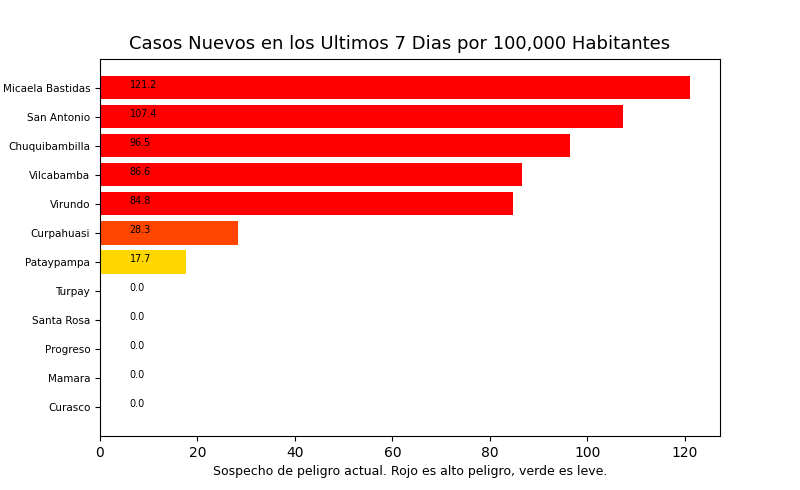 Casos Nuevos en los Ultimos 7 Dias por 100,000 Habitantes
Micaela Bastidas 121.2
San Antonio 107.4
Chuquibambilla 96.5
Vilcabamba 86.6
Virundo 84.8
Curpahuasi 28.3
Pataypampa 17.7
Turpay 0.0
Santa Rosa 0.0
Progreso 0.0
Mamara 0.0
Curasco 0.0
0 20 40 60 80 100 120
Sospecho de peligro actual. Rojo es alto peligro, verde es leve.